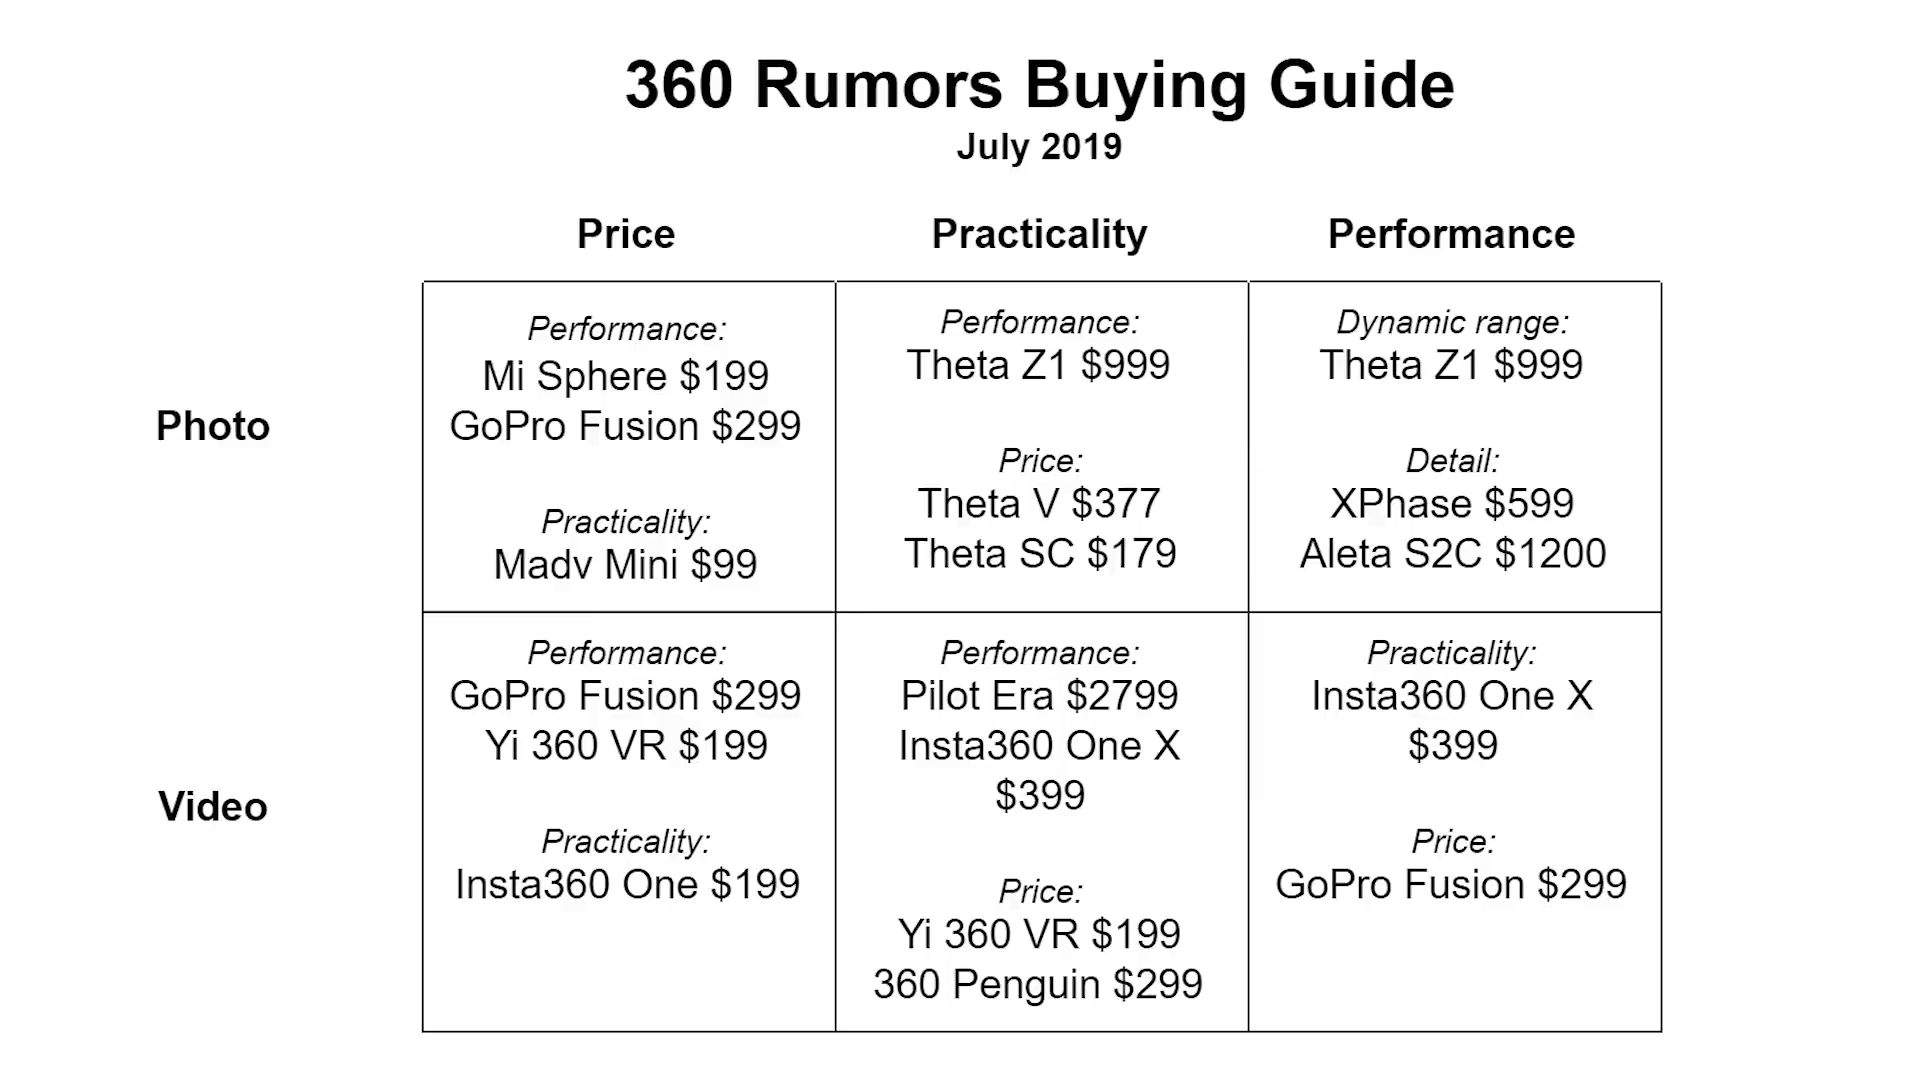 360 Rumors Buying Guide
July 2019
Price
Practicality
Performance
Photo
Performance:
Mi Sphere $199
GoPro Fusion $299
Practicality:
Madv Mini $99
Performance:
Theta Z1 $999
Price:
Theta V $377
Theta SC $179
Dynamic range:
Theta Z1 $999
Detail:
XPhase $599
Aleta S2C $1200
Video
Performance:
GoPro Fusion $299
Yi 360 VR $199
Practicality:
Insta360 One $199
Performance:
Pilot Era $2799
Insta360 One X
$399
Price:
Yi 360 VR $199
360 Penguin $299
Practicality:
Insta360 One X
$399
Price:
GoPro Fusion $299